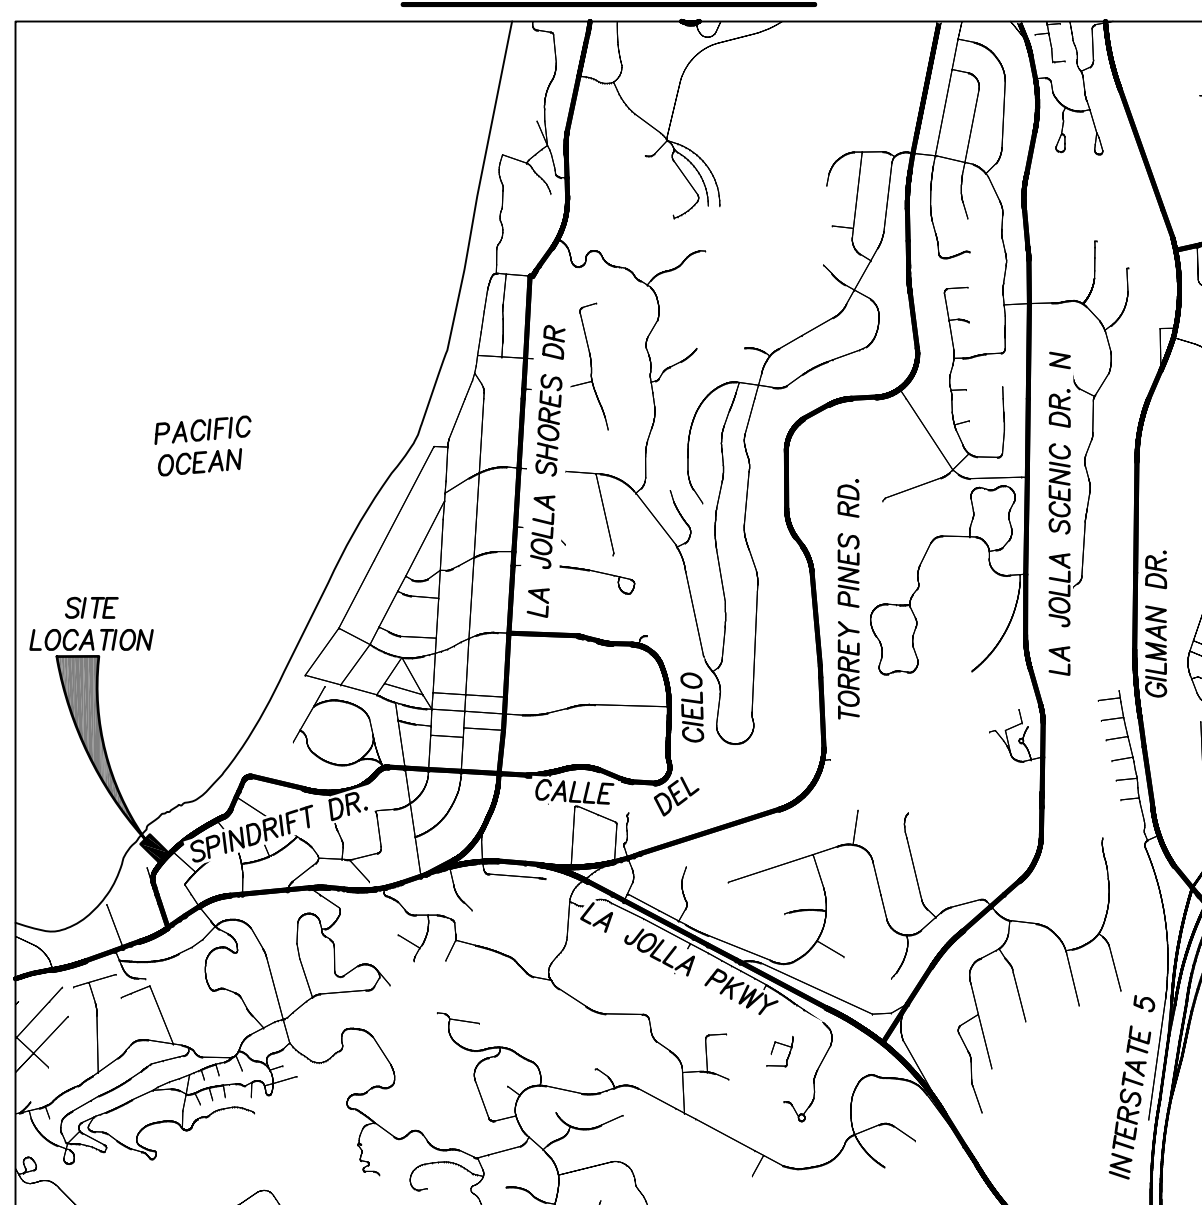 LA JOLLA SHORES DR
LA JOLLA SCENIC DR. N
PACIFIC
OCEAN
TORREY PINES RD.
GILMAN DR.
SITE
LOCATION
CIELO
DEL
CALLE
SPINDRIFT DR.
LA JOLLA PKWY
INTERSTATE 5